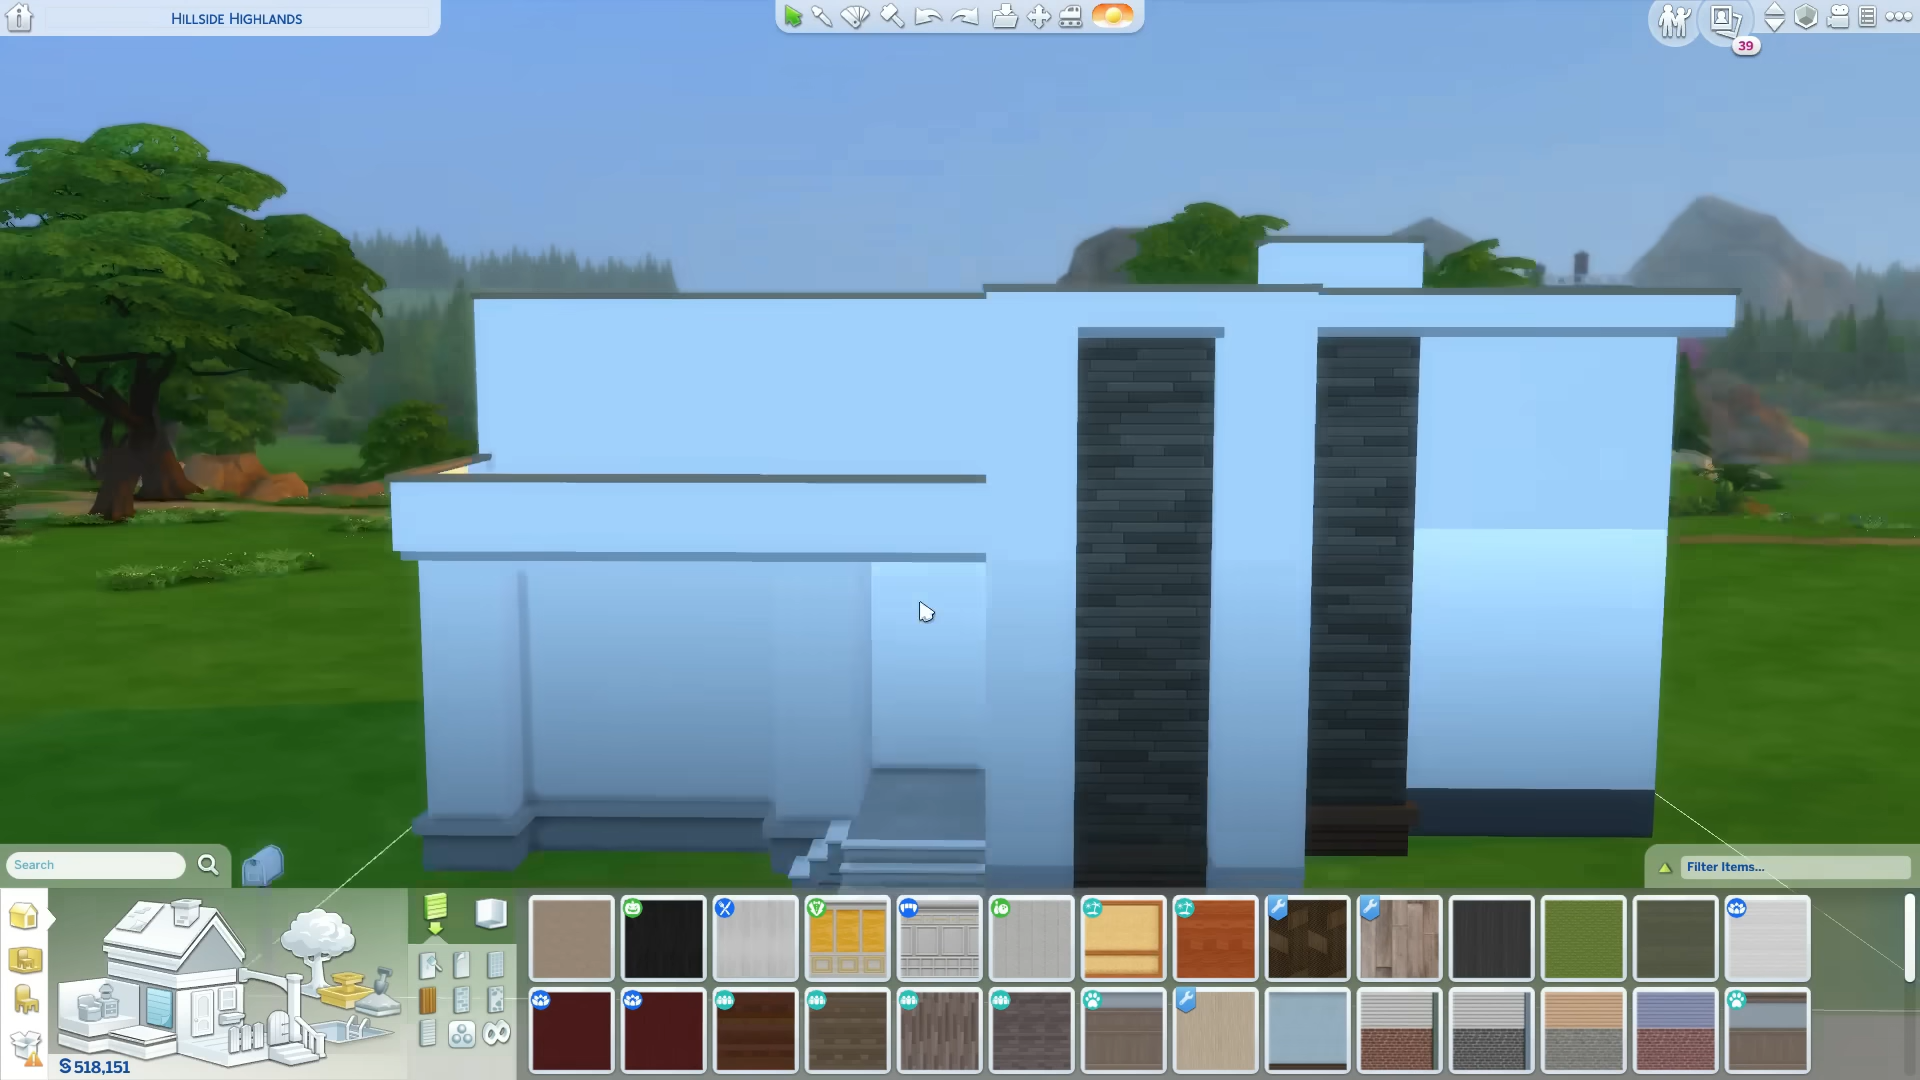 HILLSIDE HIGHLANDS
39
Search
Filter Items...
§518,151